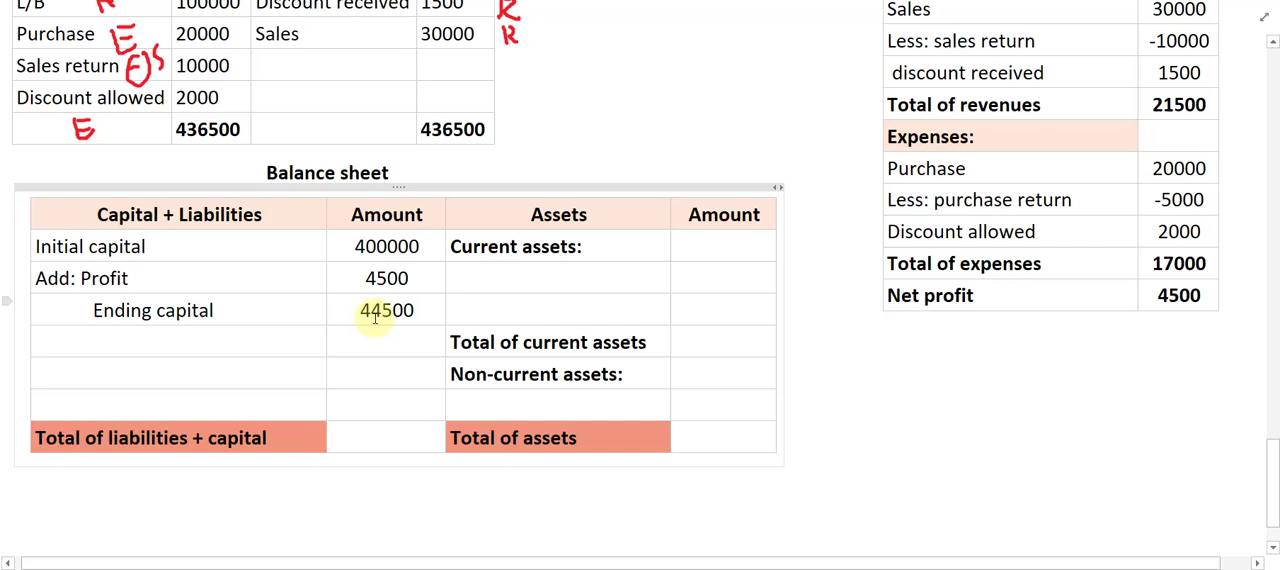 L/B R 100000 Discount received 1500 R
Purchase E 20000 Sales 30000 R
Sales return E 10000
Discount allowed 2000
E 436500 436500
Balance sheet
Capital + Liabilities Amount Assets Amount
Initial capital 400000 Current assets:
Add: Profit 4500
Ending capital 44500
Total of current assets
Non-current assets:
Total of liabilities + capital Total of assets
Sales 30000
Less: sales return -10000
discount received 1500
Total of revenues 21500
Expenses:
Purchase 20000
Less: purchase return -5000
Discount allowed 2000
Total of expenses 17000
Net profit 4500